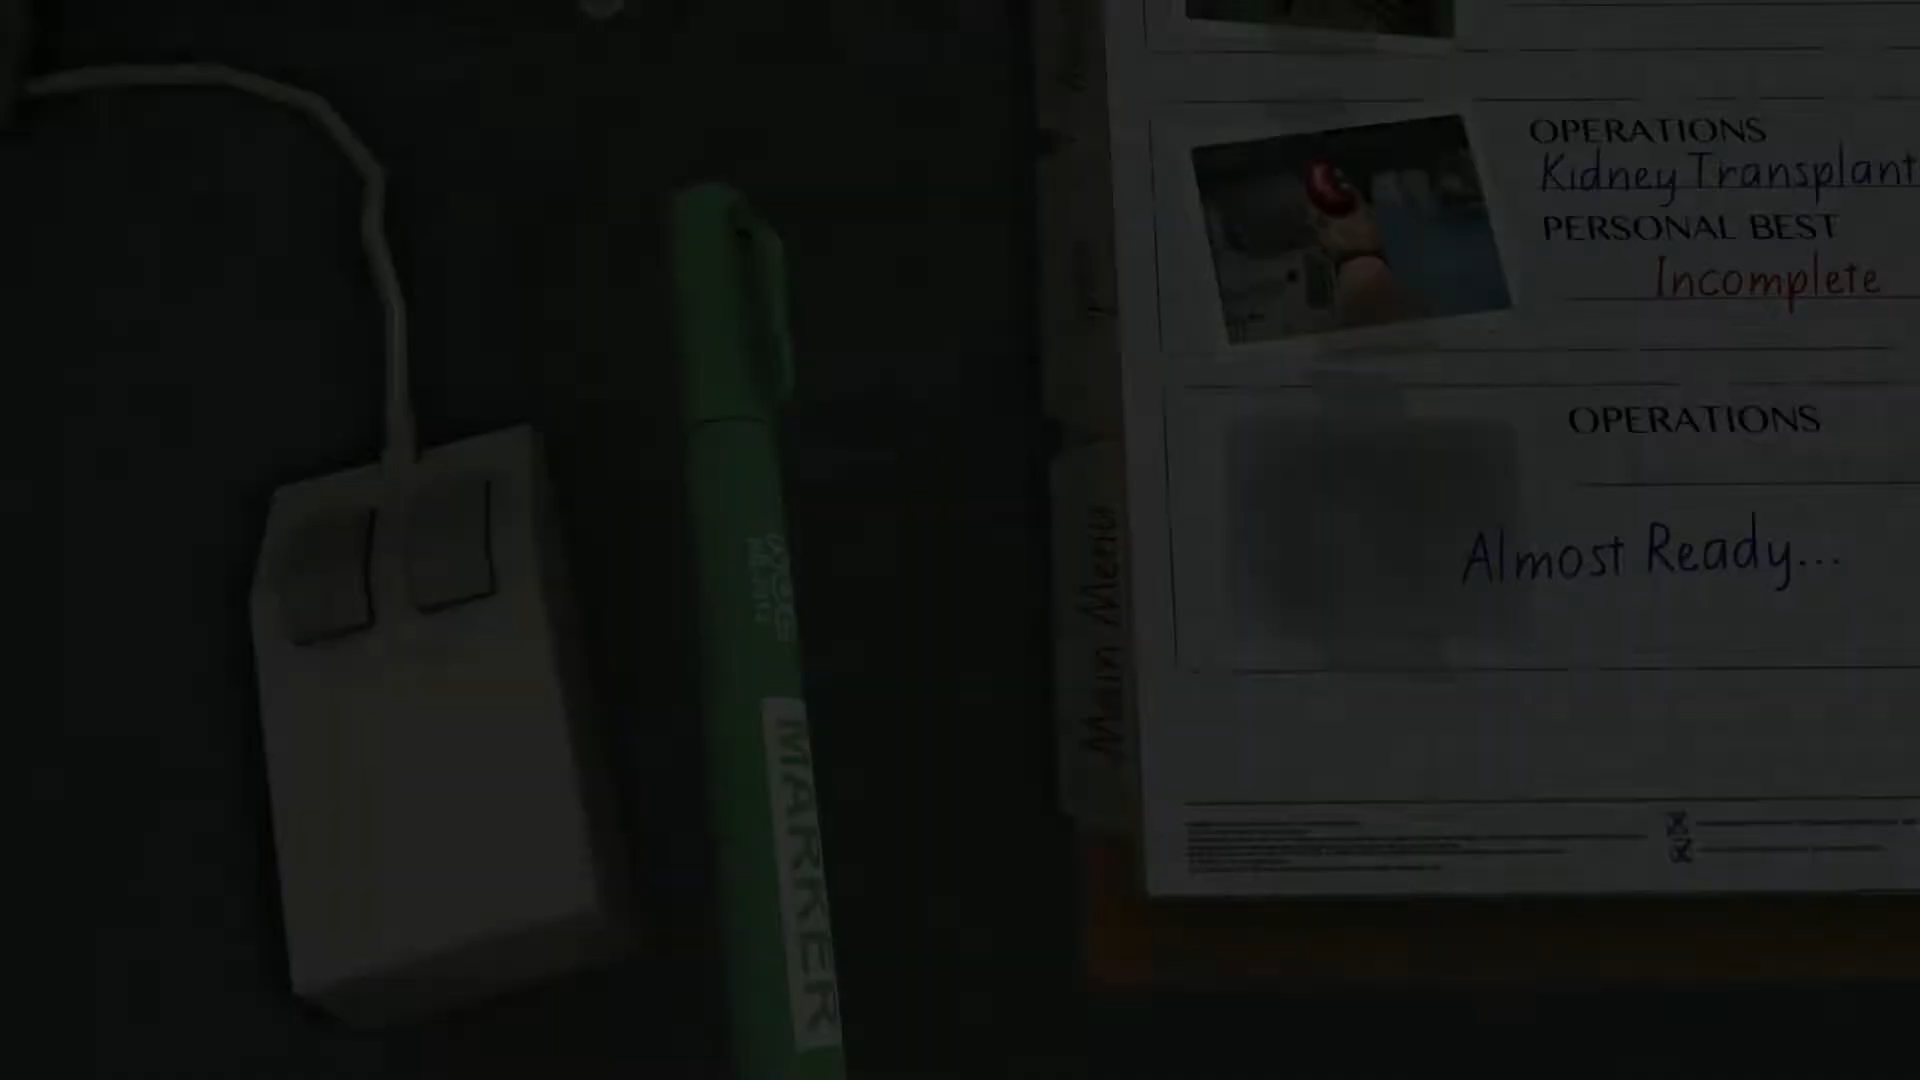 OPERATIONS
Kidney Transplant
PERSONAL BEST
Incomplete
OPERATIONS
Almost Ready...
Main Menu
MARKER